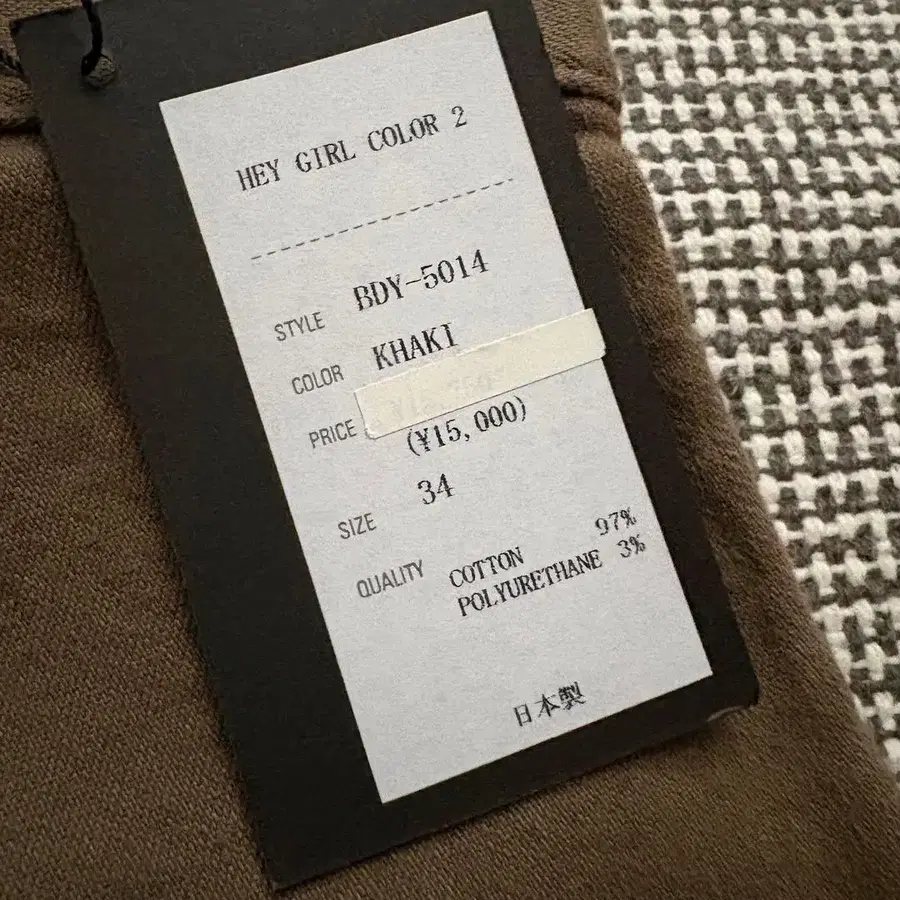 HEY GIRL COLOR 2
STYLE BDY-5014
COLOR KHAKI
PRICE
(¥15,000)
SIZE 34
QUALITY COTTON 97%
POLYURETHANE 3%
日本製